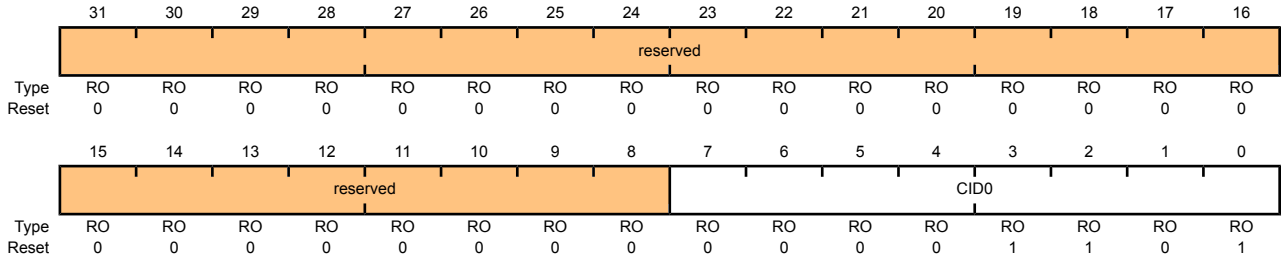 31 30 29 28 27 26 25 24 23 22 21 20 19 18 17 16
reserved
Type RO RO RO RO RO RO RO RO RO RO RO RO RO RO RO RO
Reset 0 0 0 0 0 0 0 0 0 0 0 0 0 0 0 0
15 14 13 12 11 10 9 8 7 6 5 4 3 2 1 0
reserved CID0
Type RO RO RO RO RO RO RO RO RO RO RO RO RO RO RO RO
Reset 0 0 0 0 0 0 0 0 0 0 0 0 1 1 0 1